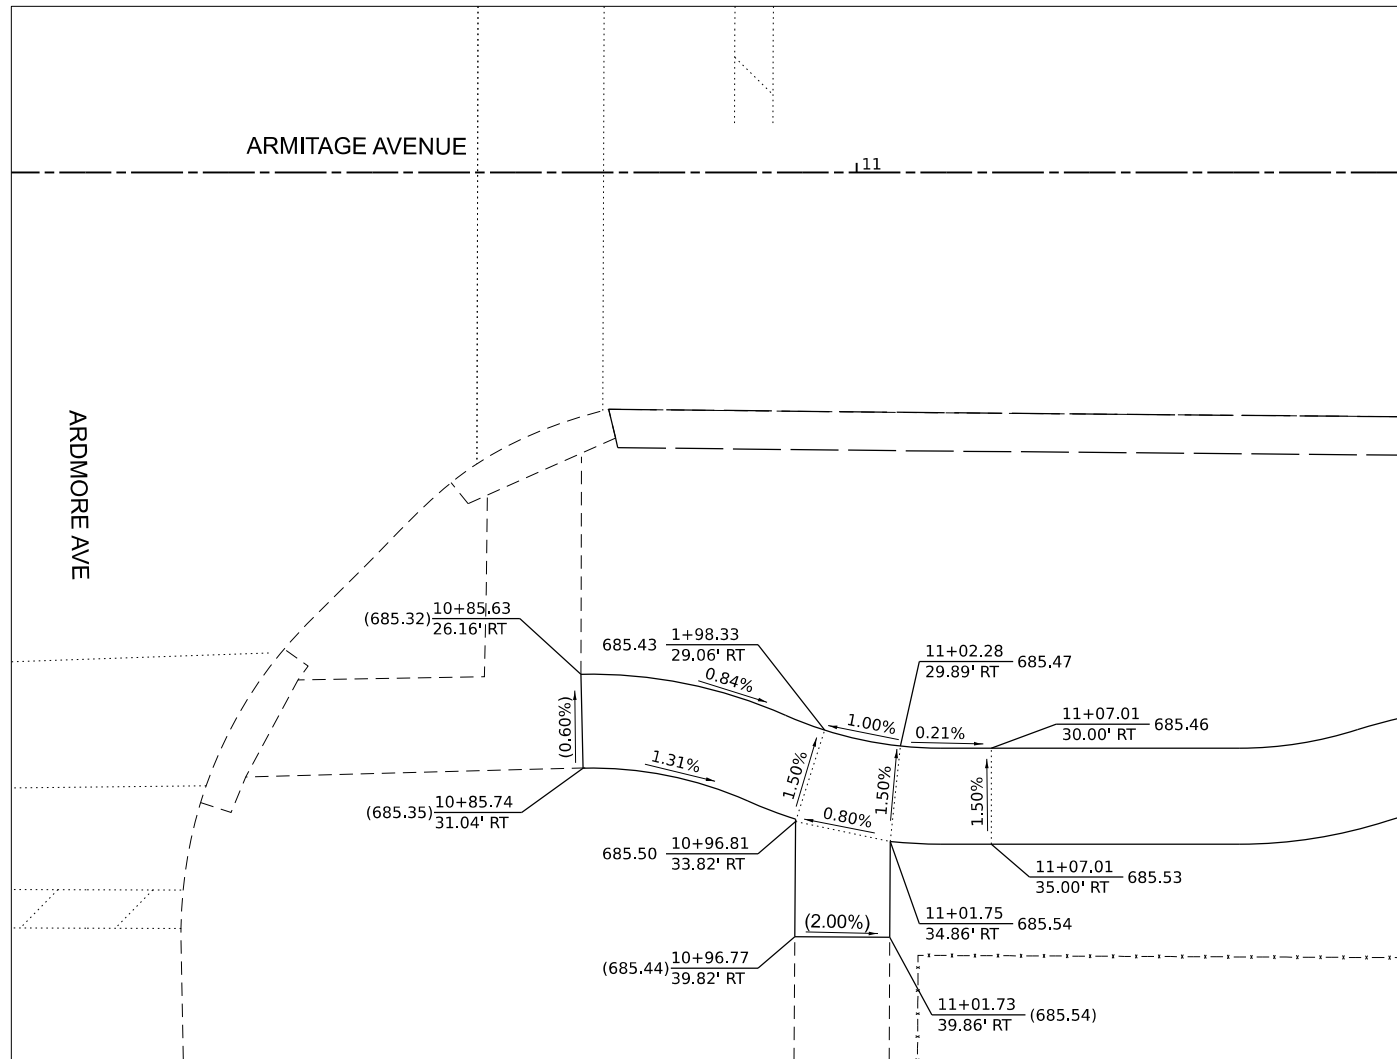 ARMITAGE AVENUE
11
ARDMORE AVE
(685.32) 10+85.63
26.16' RT
685.43 1+98.33
29.06' RT
11+02.28 685.47
29.89' RT
11+07.01 685.46
30.00' RT
0.84%
1.00%
0.21%
(0.60%)
1.31%
1.50%
1.50%
1.50%
0.80%
(685.35) 10+85.74
31.04' RT
685.50 10+96.81
33.82' RT
11+07.01 685.53
35.00' RT
11+01.75 685.54
34.86' RT
(2.00%)
(685.44) 10+96.77
39.82' RT
11+01.73 (685.54)
39.86' RT